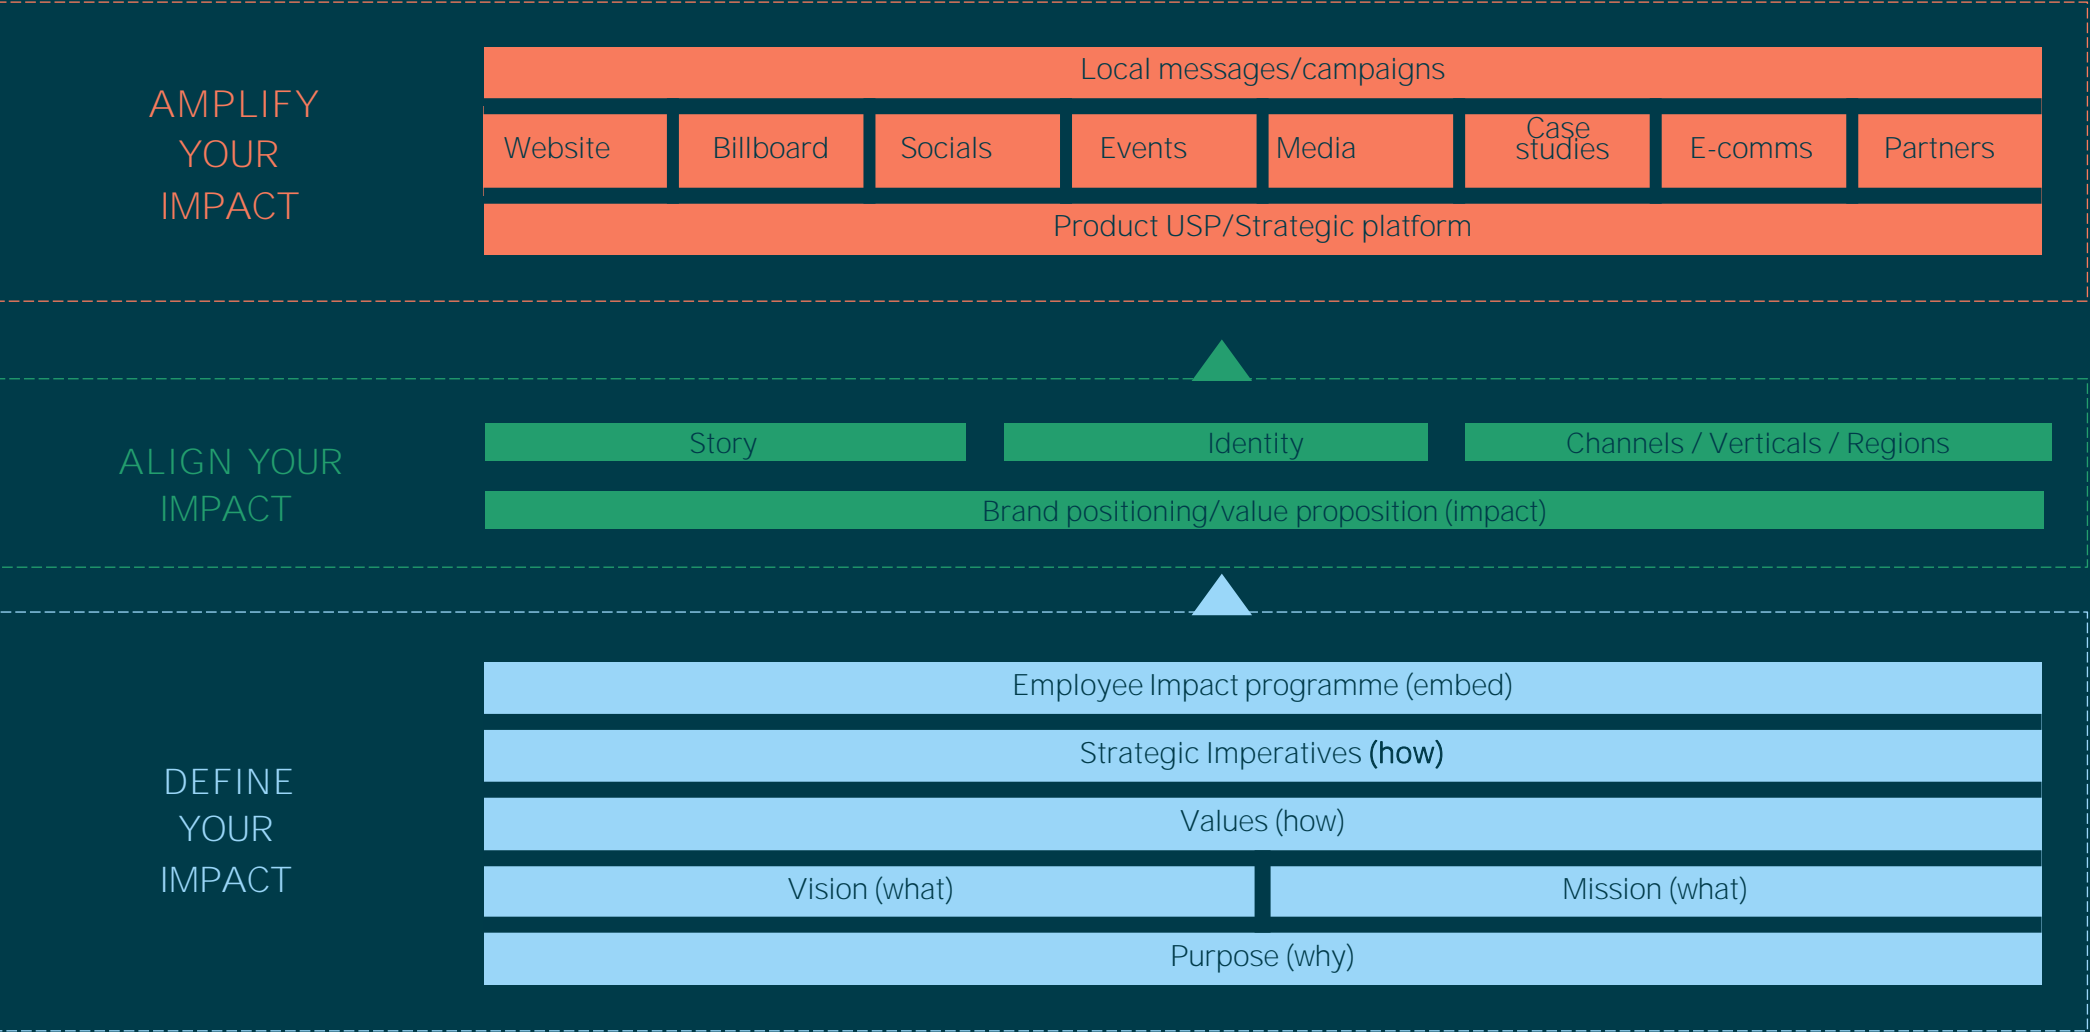 AMPLIFY
YOUR
IMPACT
Local messages/campaigns
Website
Billboard
Socials
Events
Media
Case
studies
E-comms
Partners
Product USP/Strategic platform
ALIGN YOUR
IMPACT
Story
Identity
Channels / Verticals / Regions
Brand positioning/value proposition (impact)
DEFINE
YOUR
IMPACT
Employee Impact programme (embed)
Strategic Imperatives (how)
Values (how)
Vision (what)
Mission (what)
Purpose (why)